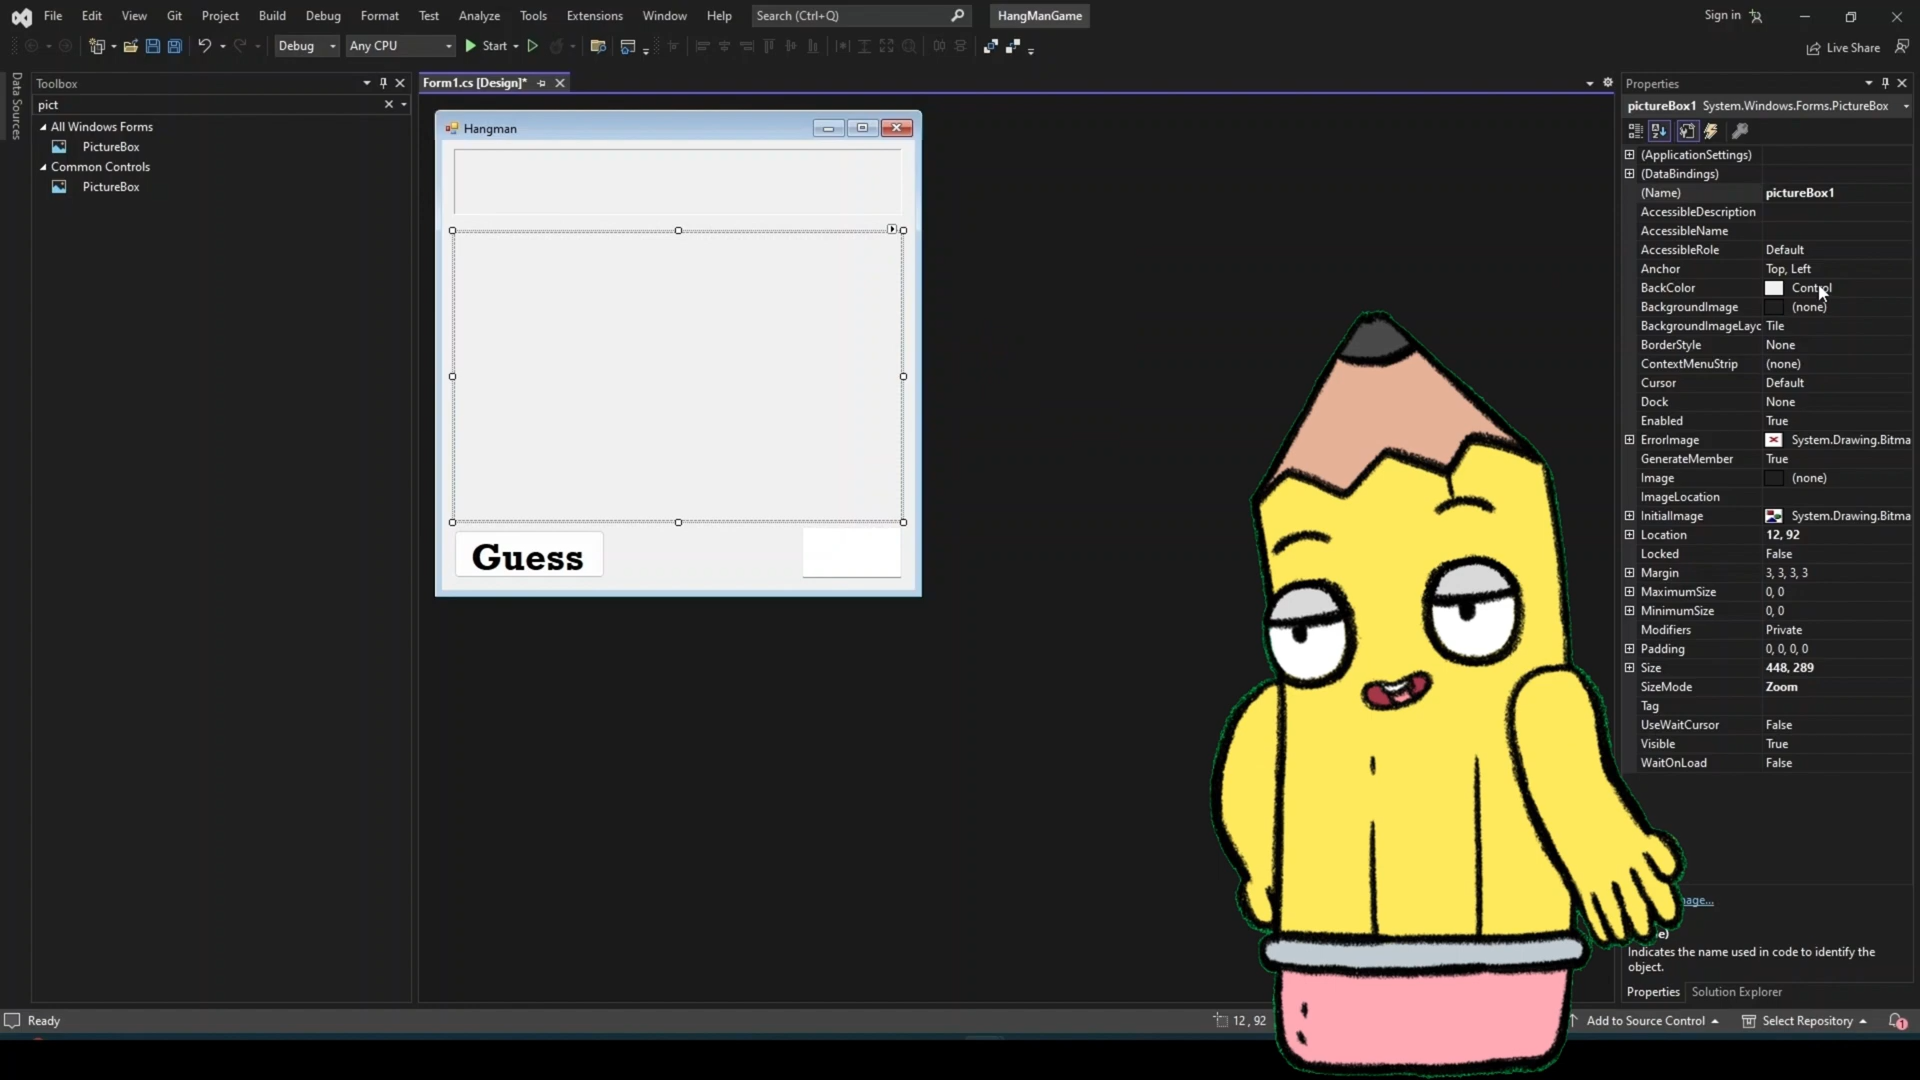 File Edit View Git Project Build Debug Format Test Analyze Tools Extensions Window Help Search (Ctrl+Q) HangManGame Sign in
Debug Any CPU Start Live Share
Data Sources
Toolbox
pict
All Windows Forms
PictureBox
Common Controls
PictureBox
Form1.cs [Design]*
Hangman
Guess
Properties
pictureBox1 System.Windows.Forms.PictureBox
(ApplicationSettings)
(DataBindings)
(Name) pictureBox1
AccessibleDescription
AccessibleName
AccessibleRole Default
Anchor Top, Left
BackColor Control
BackgroundImage (none)
BackgroundImageLayc Tile
BorderStyle None
ContextMenuStrip (none)
Cursor Default
Dock None
Enabled True
ErrorImage System.Drawing.Bitma
GenerateMember True
Image (none)
ImageLocation
InitialImage System.Drawing.Bitma
Location 12, 92
Locked False
Margin 3, 3, 3, 3
MaximumSize 0, 0
MinimumSize 0, 0
Modifiers Private
Padding 0, 0, 0, 0
Size 448, 289
SizeMode Zoom
Tag
UseWaitCursor False
Visible True
WaitOnLoad False
age...
e)
Indicates the name used in code to identify the
object.
Properties Solution Explorer
Ready 12, 92 Add to Source Control Select Repository 1